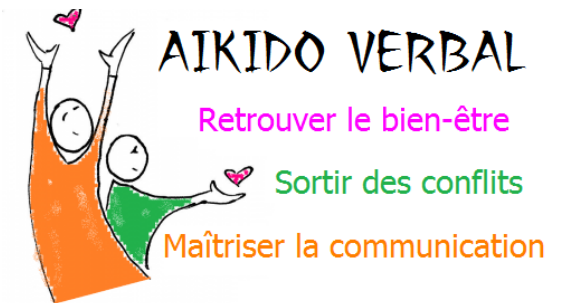 AIKIDO VERBAL
Retrouver le bien-être
Sortir des conflits
Maîtriser la communication